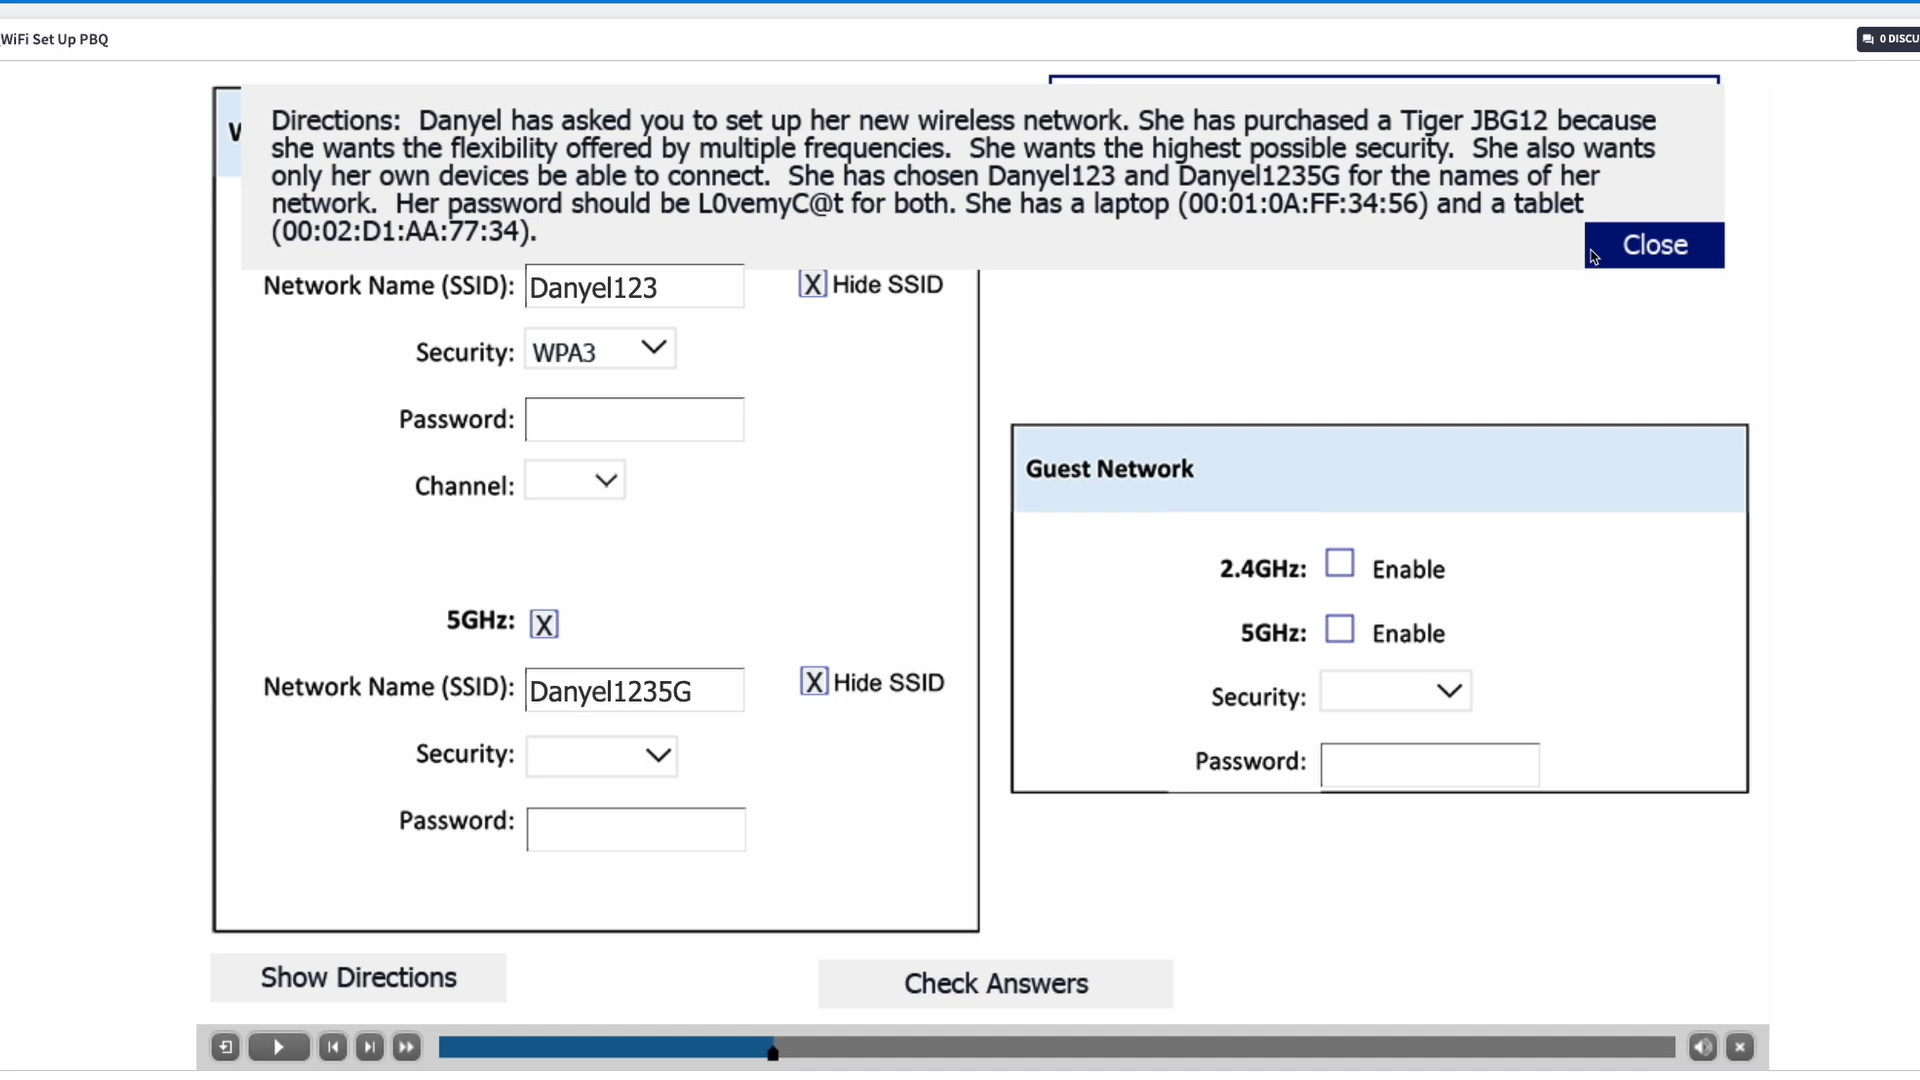 WiFi Set Up PBQ
0 DISCU
Directions:  Danyel has asked you to set up her new wireless network. She has purchased a Tiger JBG12 because
she wants the flexibility offered by multiple frequencies.  She wants the highest possible security.  She also wants
only her own devices be able to connect.  She has chosen Danyel123 and Danyel1235G for the names of her
network.  Her password should be L0vemyC@t for both. She has a laptop (00:01:0A:FF:34:56) and a tablet
(00:02:D1:AA:77:34).
Close
Network Name (SSID): Danyel123 X Hide SSID
Security: WPA3
Password:
Channel:
5GHz: X
Network Name (SSID): Danyel1235G X Hide SSID
Security:
Password:
Guest Network
2.4GHz: Enable
5GHz: Enable
Security:
Password:
Show Directions
Check Answers